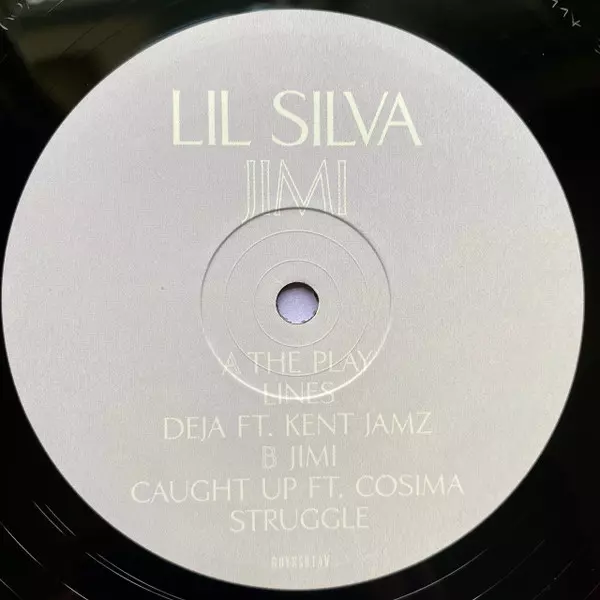 LIL SILVA
JIMI
A THE PLAY
LINES
DEJA FT. KENT JAMZ
B JIMI
CAUGHT UP FT. COSIMA
STRUGGLE